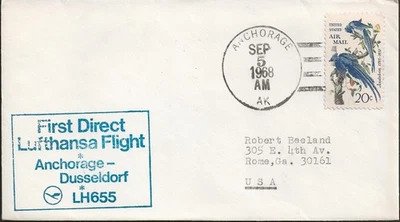 ANCHORAGE
SEP
5
1968
AM
AK
UNITED
STATES
AIR MAIL
20c
First Direct
Lufthansa Flight
*
Anchorage -
Dusseldorf
*
LH655
Robert Baeland
305 E. 4th Av.
Rome, Ga. 30161
U S A